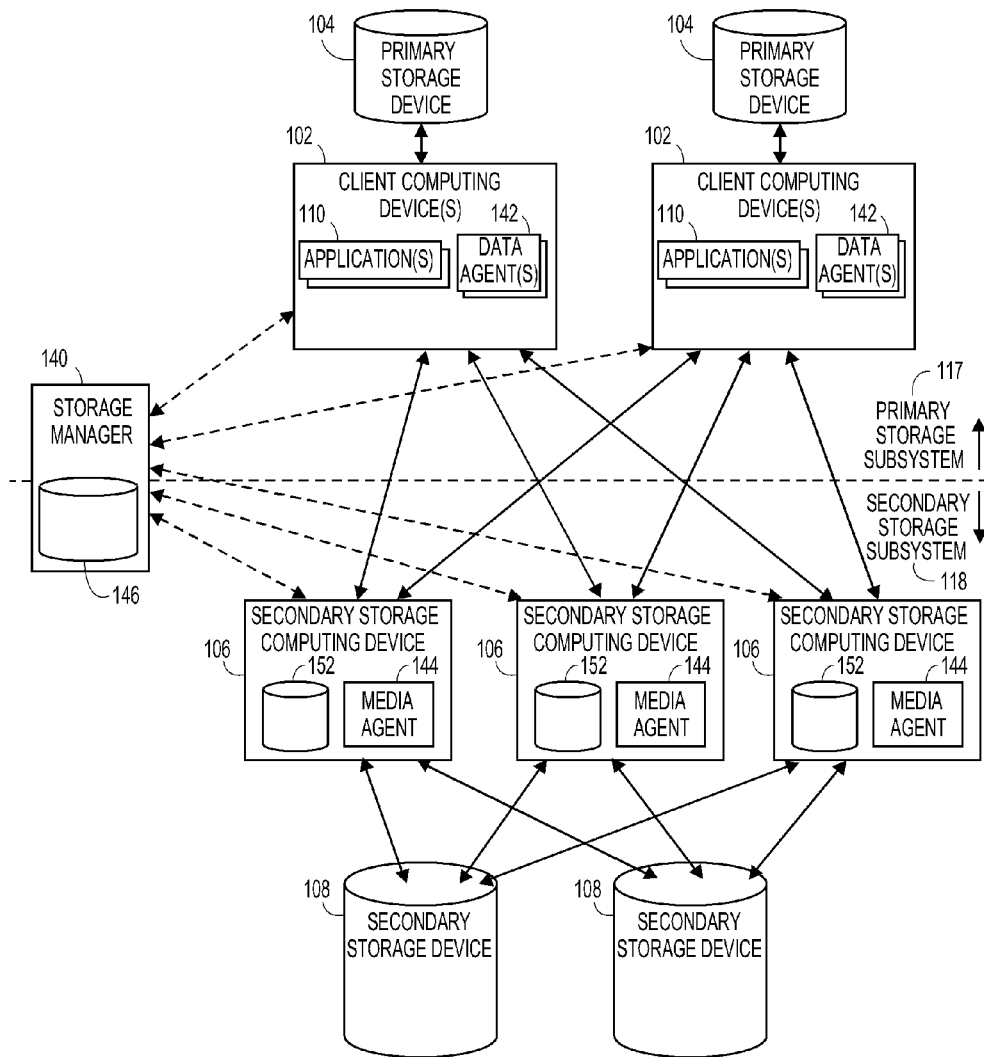 104
PRIMARY
STORAGE
DEVICE
104
PRIMARY
STORAGE
DEVICE
102
CLIENT COMPUTING
DEVICE(S)
110
142
APPLICATION(S)
DATA
AGENT(S)
102
CLIENT COMPUTING
DEVICE(S)
110
142
APPLICATION(S)
DATA
AGENT(S)
140
STORAGE
MANAGER
146
117
PRIMARY
STORAGE
SUBSYSTEM
SECONDARY
STORAGE
SUBSYSTEM
118
SECONDARY STORAGE
COMPUTING DEVICE
106
152
144
MEDIA
AGENT
SECONDARY STORAGE
COMPUTING DEVICE
106
152
144
MEDIA
AGENT
SECONDARY STORAGE
COMPUTING DEVICE
106
152
144
MEDIA
AGENT
108
SECONDARY
STORAGE DEVICE
108
SECONDARY
STORAGE DEVICE